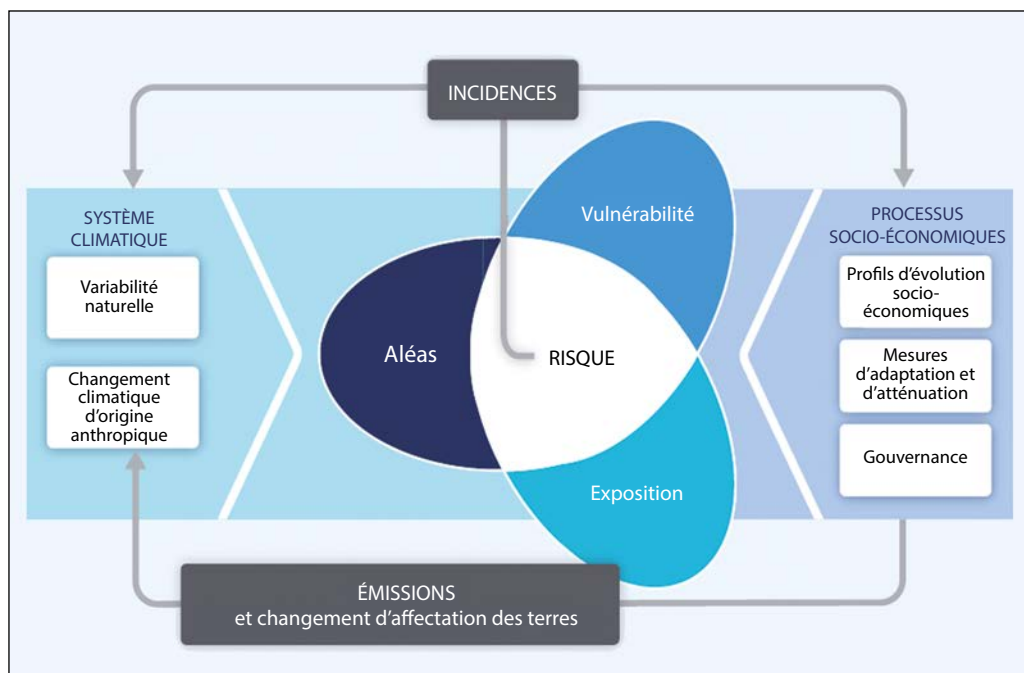 INCIDENCES
SYSTÈME
CLIMATIQUE
Variabilité
naturelle
Changement
climatique
d'origine
anthropique
Vulnérabilité
Aléas
RISQUE
Exposition
PROCESSUS
SOCIO-ÉCONOMIQUES
Profils d'évolution
socio-
économiques
Mesures
d'adaptation et
d'atténuation
Gouvernance
ÉMISSIONS
et changement d'affectation des terres